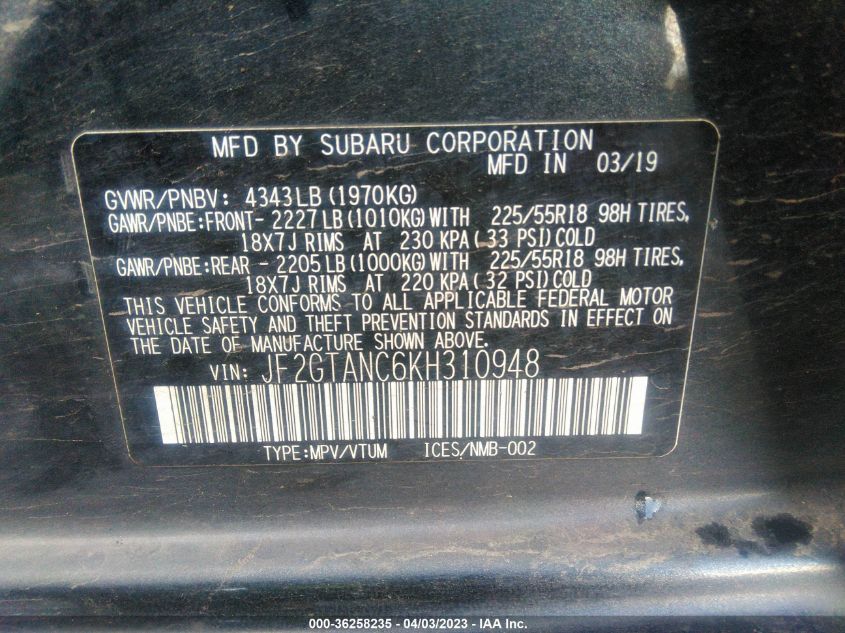 MFD BY SUBARU CORPORATION
MFD IN 03/19
GVWR/PNBV: 4343LB (1970KG)
GAWR/PNBE:FRONT- 2227LB (1010KG) WITH 225/55R18 98H TIRES,
18X7J RIMS AT 230 KPA( 33 PSI)COLD
GAWR/PNBE:REAR - 2205LB (1000KG) WITH 225/55R18 98H TIRES,
18X7J RIMS AT 220 KPA( 32 PSI)COLD
THIS VEHICLE CONFORMS TO ALL APPLICABLE FEDERAL MOTOR
VEHICLE SAFETY AND THEFT PREVENTION STANDARDS IN EFFECT ON
THE DATE OF MANUFACTURE SHOWN ABOVE.
VIN: JF2GTANC6KH310948
TYPE:MPV/VTUM ICES/NMB-002
000-36258235 - 04/03/2023 - IAA Inc.